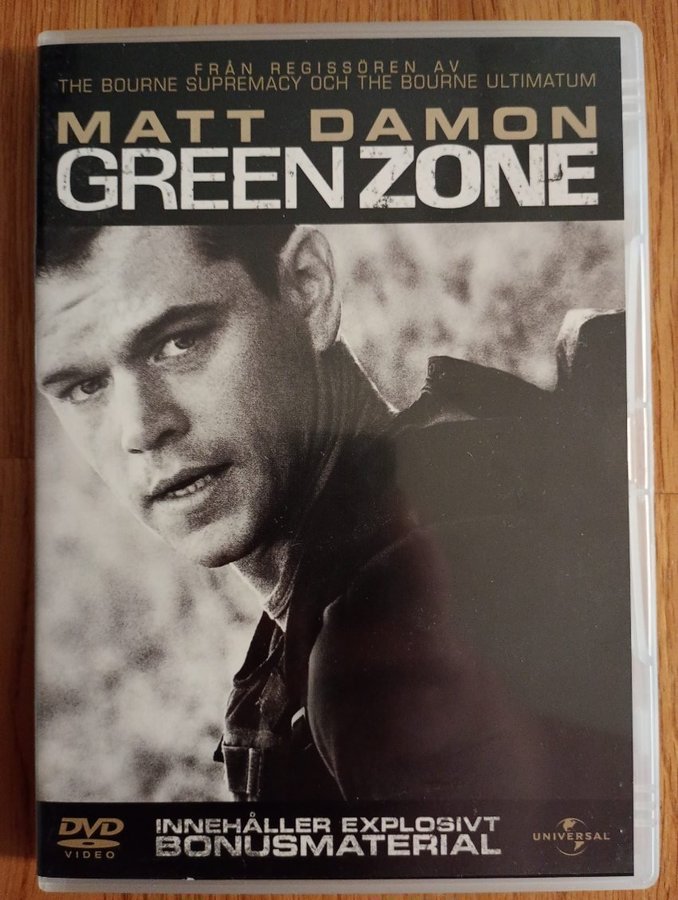 FRÅN REGISSÖREN AV
THE BOURNE SUPREMACY OCH THE BOURNE ULTIMATUM
MATT DAMON
GREEN ZONE
DVD
VIDEO
INNEHÅLLER EXPLOSIVT
BONUSMATERIAL
UNIVERSAL